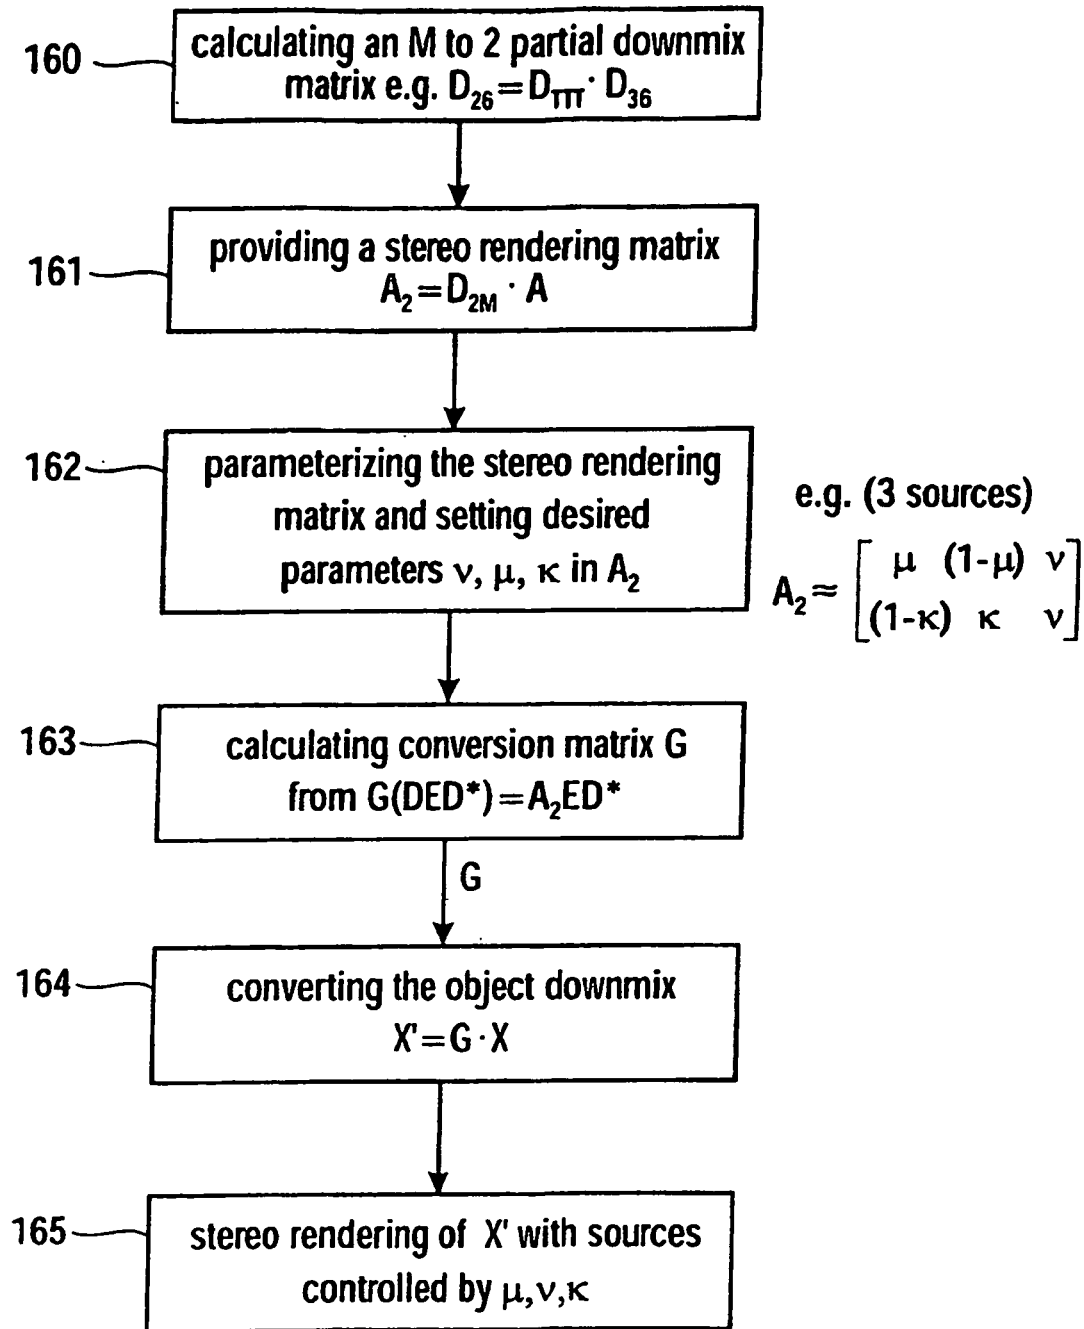 160
calculating an M to 2 partial downmix
matrix e.g. D₂₆=D_TTT · D₃₆
161
providing a stereo rendering matrix
A₂=D₂M · A
162
parameterizing the stereo rendering
matrix and setting desired
parameters ν, μ, κ in A₂
e.g. (3 sources)
A₂≈ [ μ (1-μ) ν
(1-κ) κ ν ]
163
calculating conversion matrix G
from G(DED*)=A₂ED*
G
164
converting the object downmix
X'=G·X
165
stereo rendering of X' with sources
controlled by μ,ν,κ